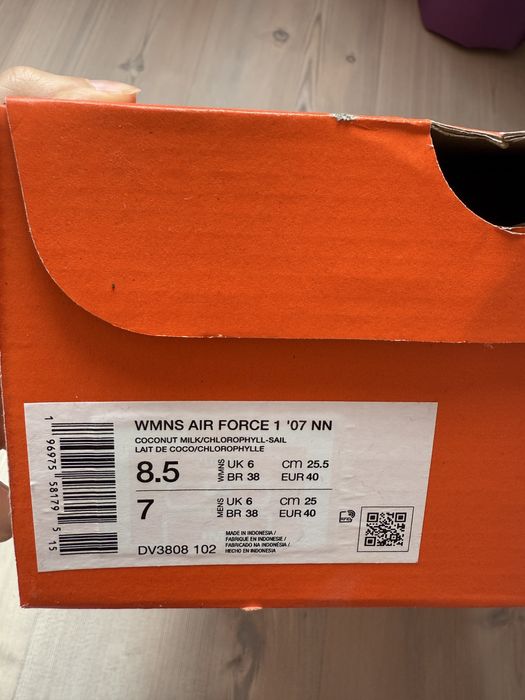 WMNS AIR FORCE 1 '07 NN
COCONUT MILK/CHLOROPHYLL-SAIL
LAIT DE COCO/CHLOROPHYLLE
8.5 WMNS UK 6 cm 25.5
BR 38 EUR 40
7 MENS UK 6 cm 25
BR 38 EUR 40
MADE IN INDONESIA /
FABRIQUE EN INDONESIE /
FABRICADO NA INDONÉSIA /
HECHO EN INDONESIA
DV3808 102
RFID
1 96975 58179 5 15